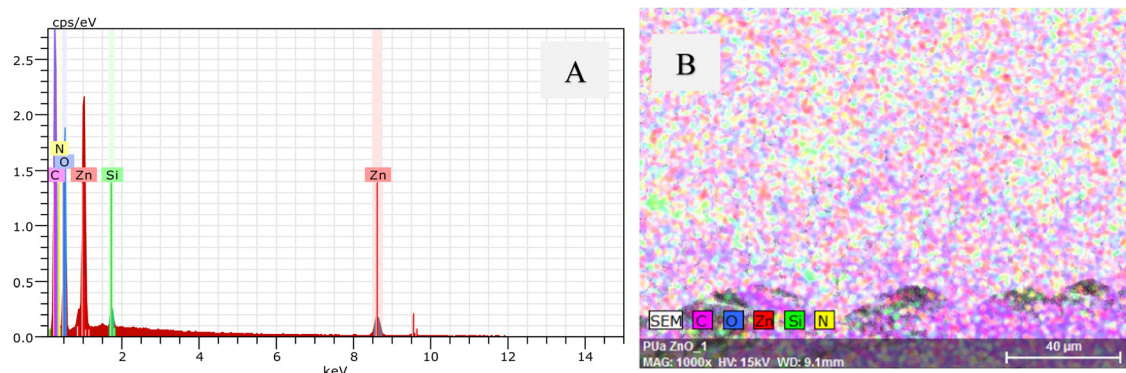 cps/eV
2.5
2.0
1.5
1.0
0.5
0.0
N
O
C
Zn
Si
Zn
2
4
6
8
10
12
14
keV
A
B
SEM C O Zn Si N
PUa ZnO_1
MAG: 1000x HV: 15kV WD: 9.1mm
40 µm